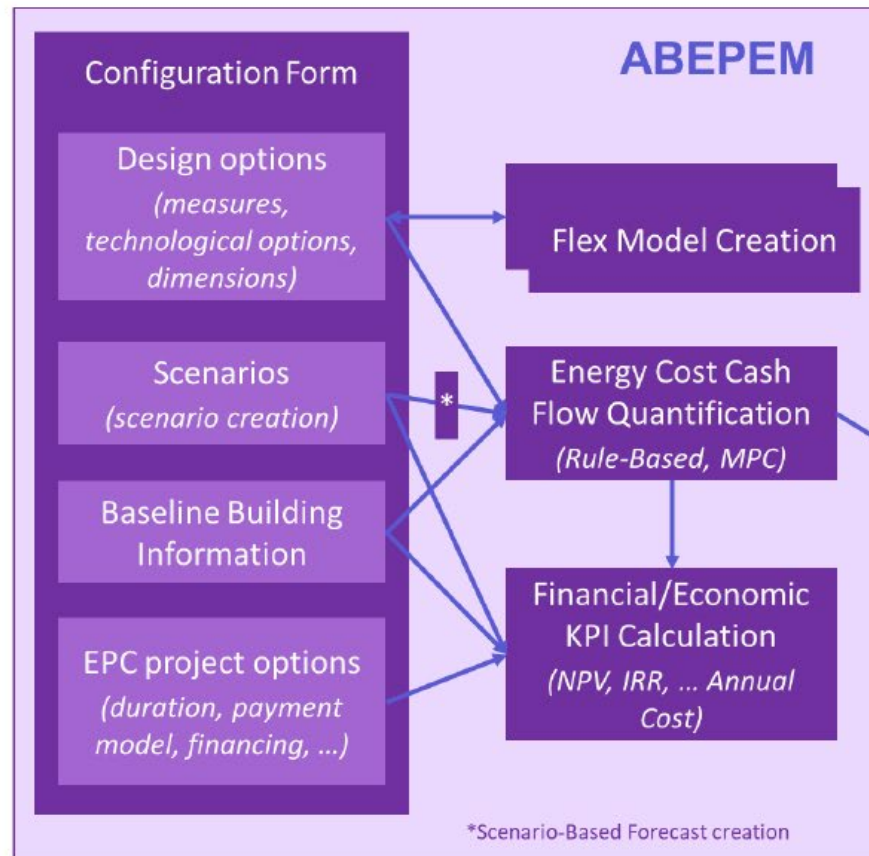 ABEPEM
Configuration Form
Design options
(measures,
technological options,
dimensions)
Flex Model Creation
Scenarios
(scenario creation)
*
Energy Cost Cash
Flow Quantification
(Rule-Based, MPC)
Baseline Building
Information
Financial/Economic
KPI Calculation
(NPV, IRR, ... Annual
Cost)
EPC project options
(duration, payment
model, financing, ...)
*Scenario-Based Forecast creation